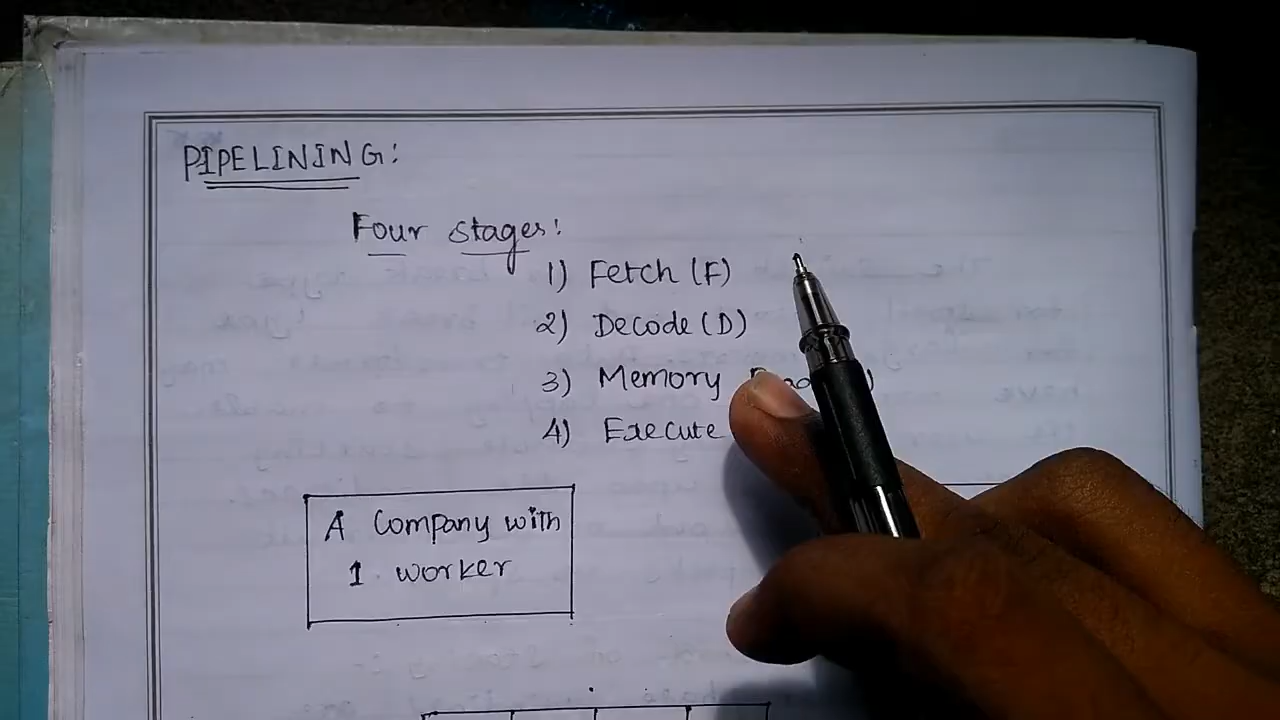 PIPELINING:
Four stages:
1) Fetch (F)
2) Decode (D)
3) Memory
4) Execute
A Company with
1 worker